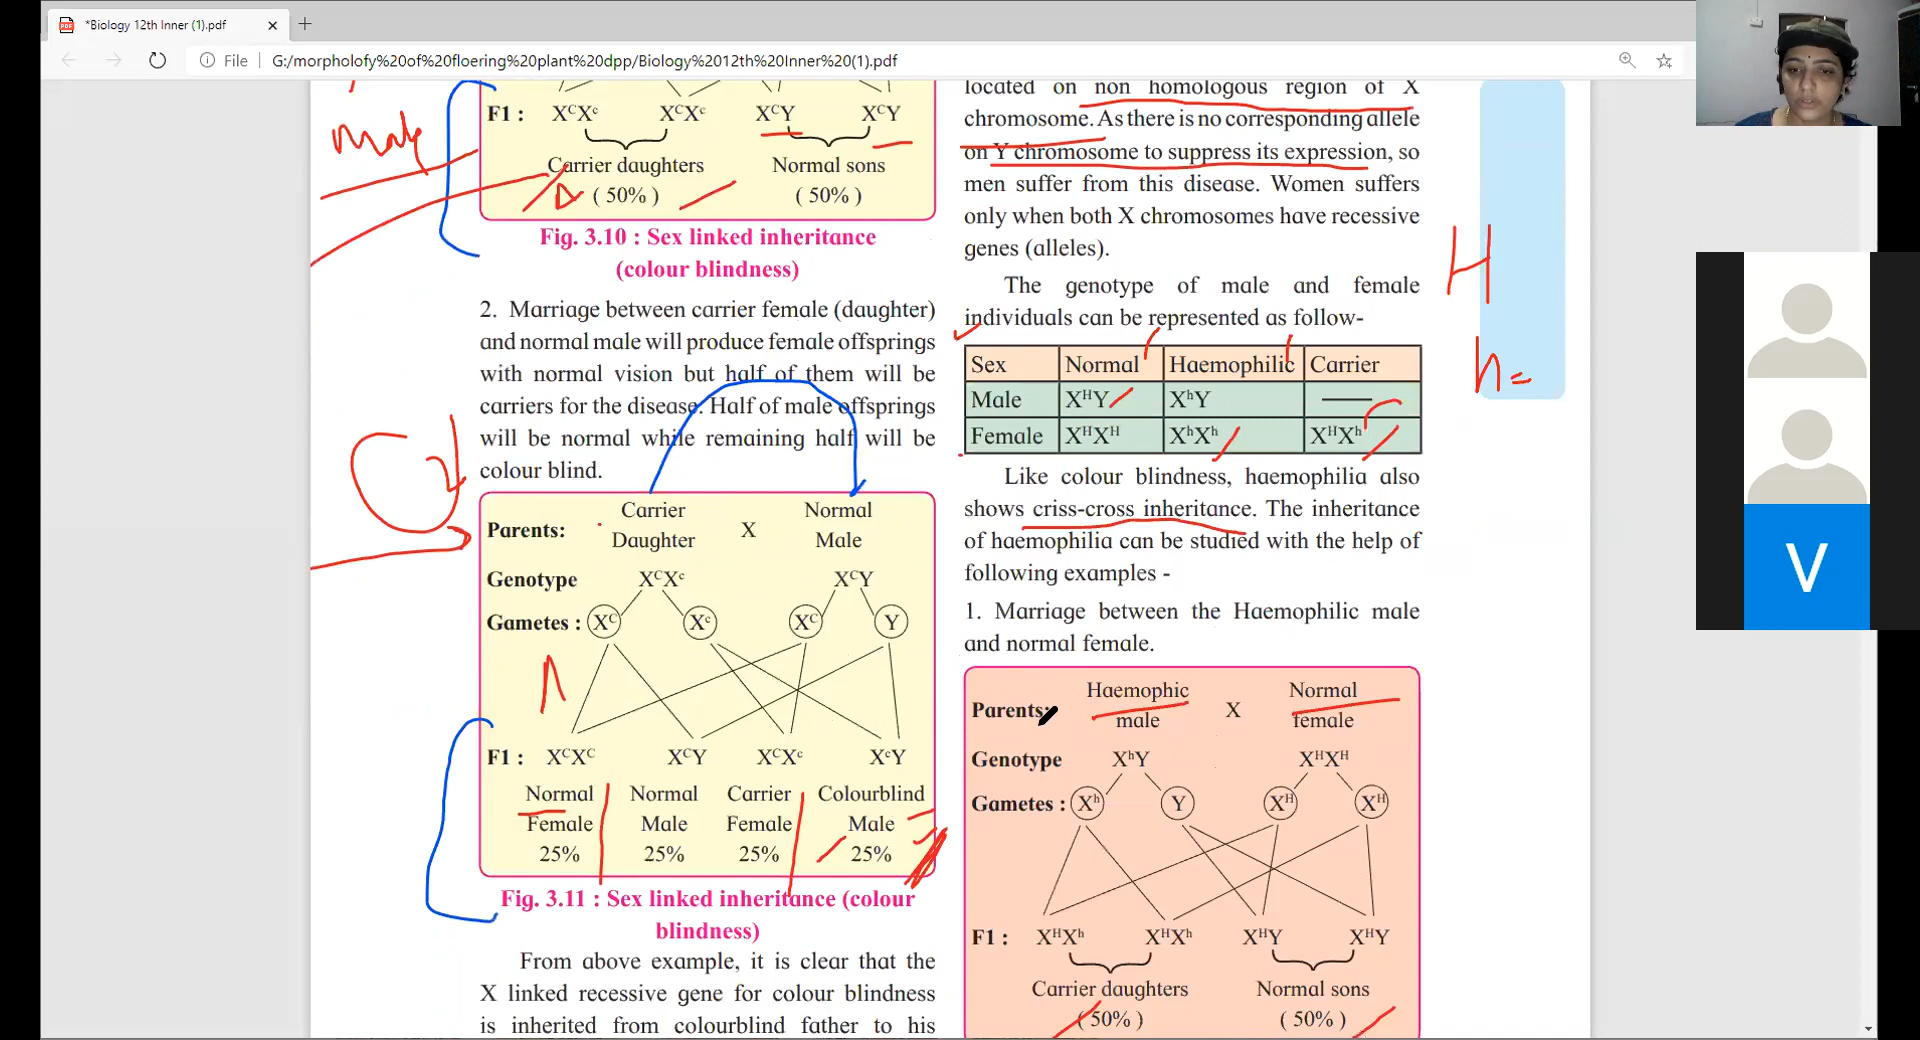 *Biology 12th Inner (1).pdf
File G:/morpholofy%20of%20floering%20plant%20dpp/Biology%2012th%20Inner%20(1).pdf
male
F1 : XᶜXᶜ XᶜXᶜ XᶜY XᶜY
Carrier daughters Normal sons
( 50% ) ( 50% )
Fig. 3.10 : Sex linked inheritance
(colour blindness)
2. Marriage between carrier female (daughter)
and normal male will produce female offsprings
with normal vision but half of them will be
carriers for the disease. Half of male offsprings
will be normal while remaining half will be
colour blind.
Parents: Carrier Daughter X Normal Male
Genotype XᶜXᶜ XᶜY
Gametes : Xᶜ Xᶜ Xᶜ Y
F1 : XᶜXᶜ XᶜY XᶜXᶜ XᶜY
Normal Normal Carrier Colourblind
Female Male Female Male
25% 25% 25% 25%
Fig. 3.11 : Sex linked inheritance (colour
blindness)
From above example, it is clear that the
X linked recessive gene for colour blindness
is inherited from colourblind father to his
located on non homologous region of X
chromosome. As there is no corresponding allele
on Y chromosome to suppress its expression, so
men suffer from this disease. Women suffers
only when both X chromosomes have recessive
genes (alleles).
The genotype of male and female
individuals can be represented as follow-
Sex Normal Haemophilic Carrier
Male XᴴY XʰY ——
Female XᴴXᴴ XʰXʰ XᴴXʰ
Like colour blindness, haemophilia also
shows criss-cross inheritance. The inheritance
of haemophilia can be studied with the help of
following examples -
1. Marriage between the Haemophilic male
and normal female.
Parents: Haemophic male X Normal female
Genotype XʰY XᴴXᴴ
Gametes : Xʰ Y Xᴴ Xᴴ
F1 : XᴴXʰ XᴴXʰ XᴴY XᴴY
Carrier daughters Normal sons
( 50% ) ( 50% )
H
h=
V